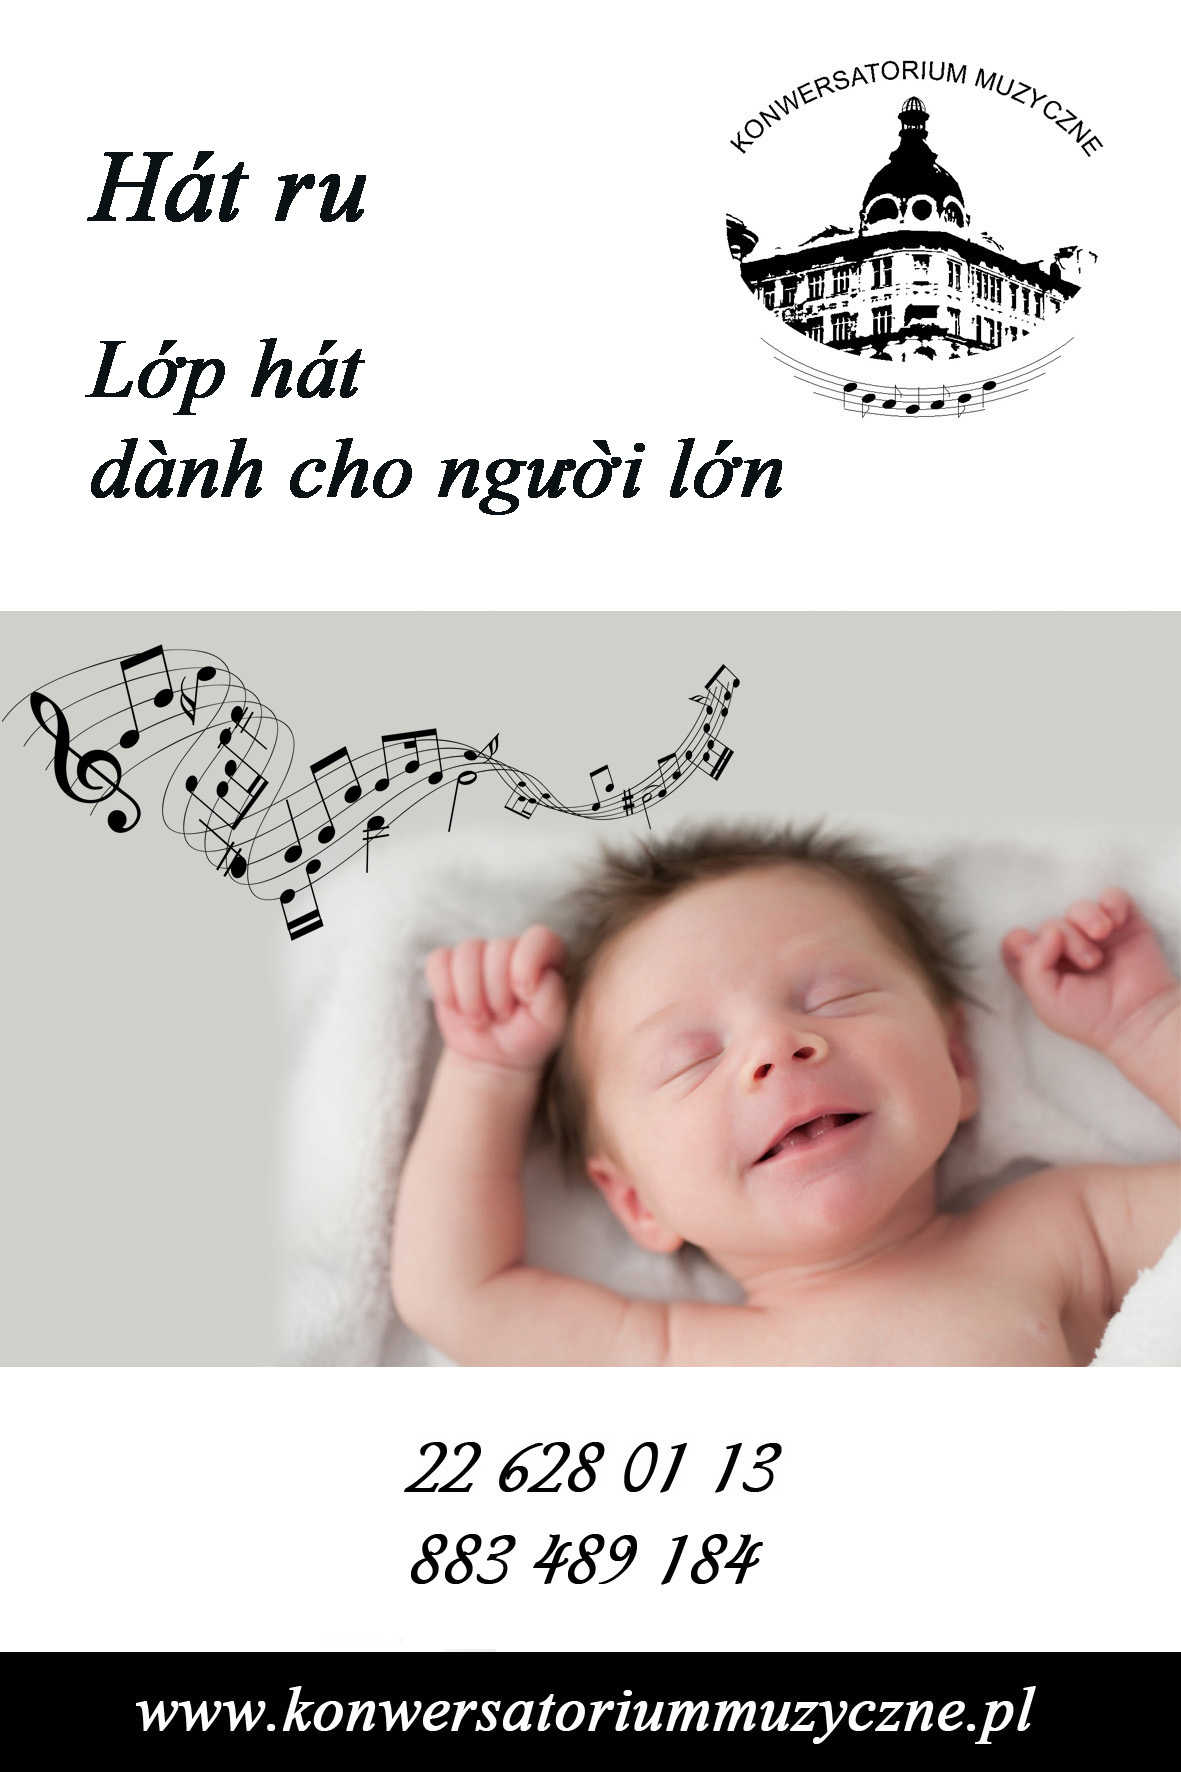 KONWERSATORIUM MUZYCZNE
Hát ru
Lớp hát
dành cho người lớn
22 628 01 13
883 489 184
www.konwersatoriummuzyczne.pl